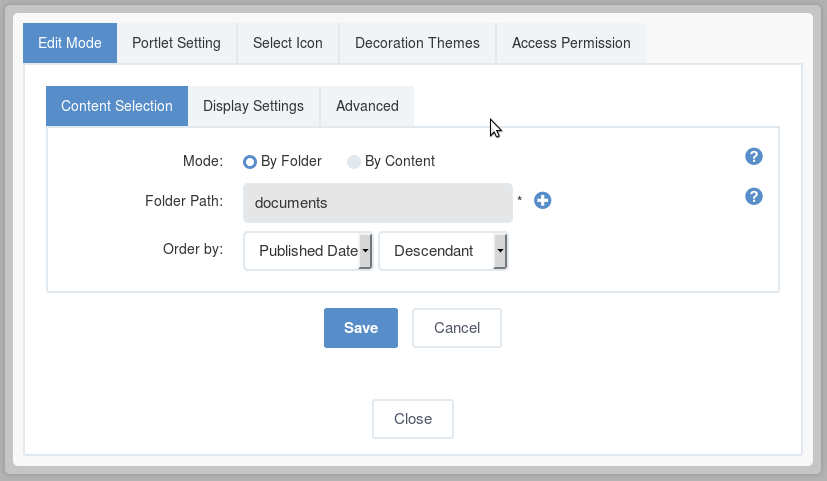 Edit Mode Portlet Setting Select Icon Decoration Themes Access Permission
Content Selection Display Settings Advanced
Mode: By Folder By Content ?
Folder Path: documents * ?
Order by: Published Date Descendant
Save Cancel
Close